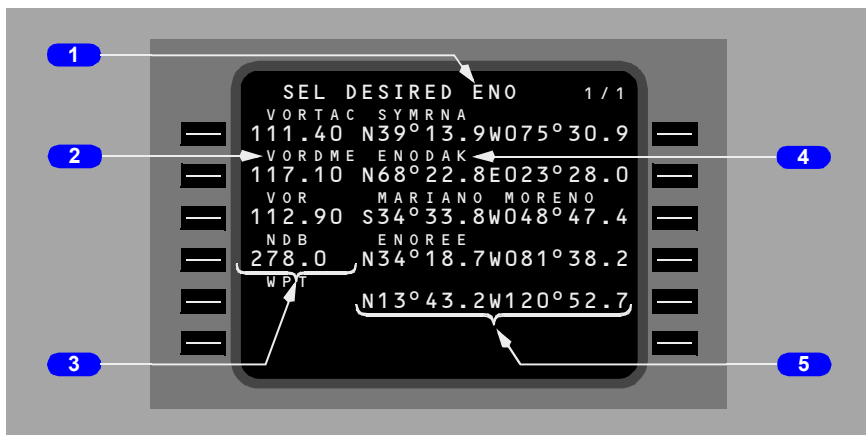 1
SEL DESIRED ENO 1/1
VORTAC SYMRNA
111.40 N39°13.9W075°30.9
2
VORDME ENODAK
4
117.10 N68°22.8E023°28.0
VOR MARIANO MORENO
112.90 S34°33.8W048°47.4
NDB ENOREE
278.0 N34°18.7W081°38.2
WPT
N13°43.2W120°52.7
3
5